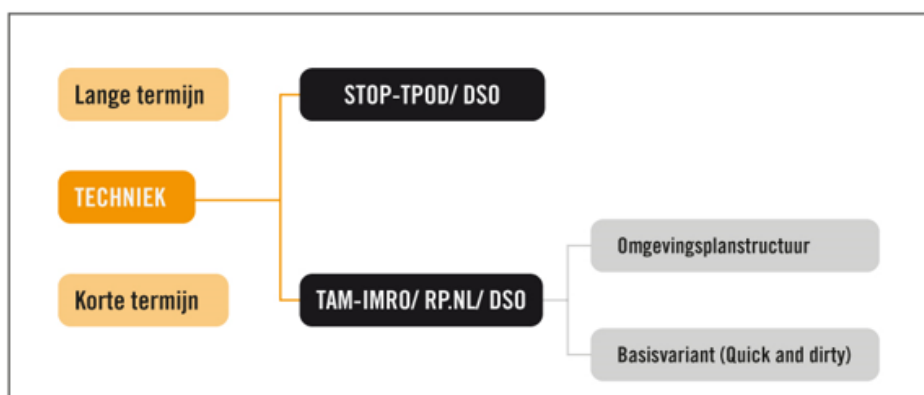 Lange termijn
STOP-TPOD/ DSO
TECHNIEK
Omgevingsplanstructuur
Korte termijn
TAM-IMRO/ RP.NL/ DSO
Basisvariant (Quick and dirty)